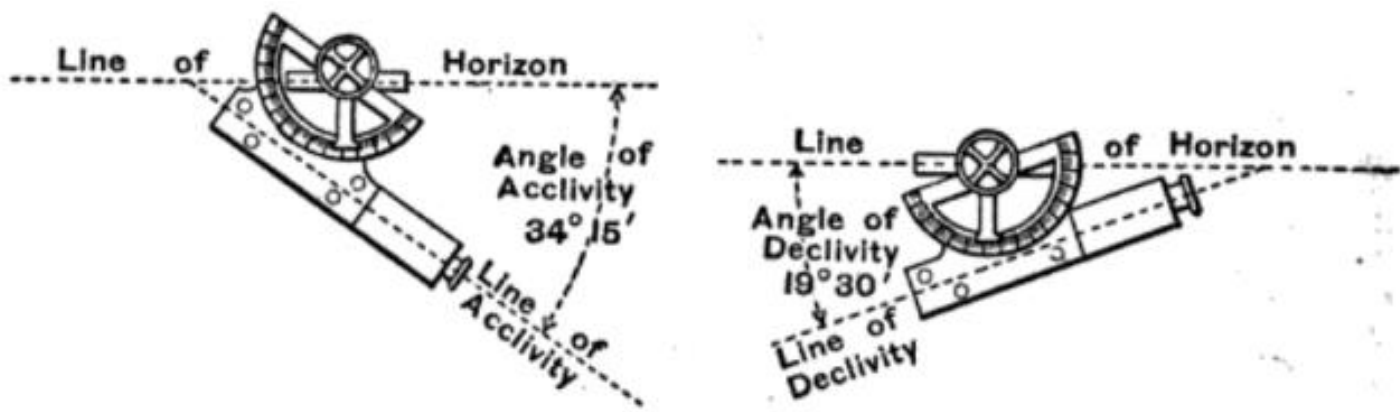 Line of Horizon
Angle of
Acclivity
34° 15′
Line of
Acclivity
Line of Horizon
Angle of
Declivity
19° 30′
Line of
Declivity